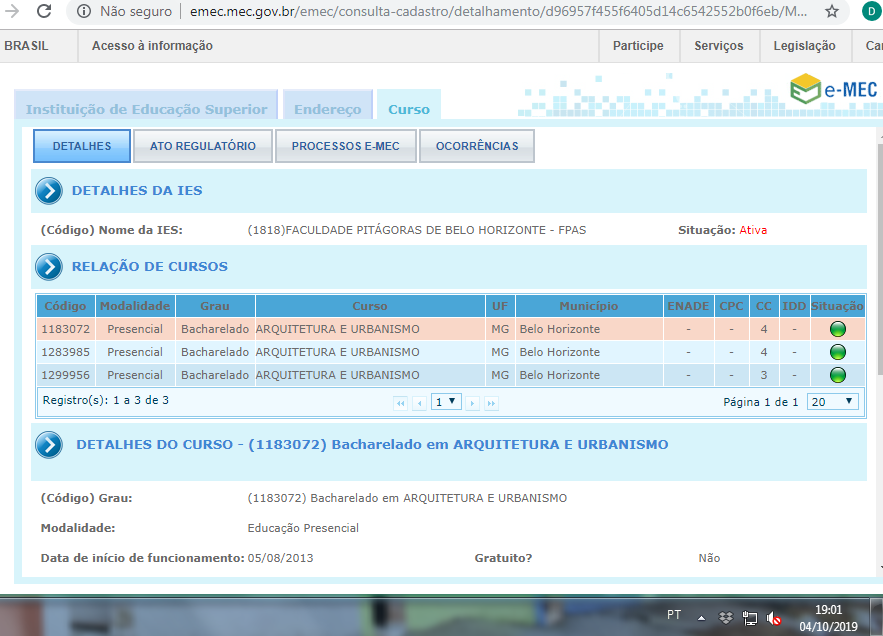 Não seguro
emec.mec.gov.br/emec/consulta-cadastro/detalhamento/d96957f455f6405d14c6542552b0f6eb/M...
D
BRASIL Acesso à informação Participe Serviços Legislação Ca
Instituição de Educação Superior Endereço Curso
e-MEC
DETALHES ATO REGULATÓRIO PROCESSOS E-MEC OCORRÊNCIAS
DETALHES DA IES
(Código) Nome da IES: (1818)FACULDADE PITÁGORAS DE BELO HORIZONTE - FPAS Situação: Ativa
RELAÇÃO DE CURSOS
Código Modalidade Grau Curso UF Município ENADE CPC CC IDD Situação
1183072 Presencial Bacharelado ARQUITETURA E URBANISMO MG Belo Horizonte - - 4 -
1283985 Presencial Bacharelado ARQUITETURA E URBANISMO MG Belo Horizonte - - 4 -
1299956 Presencial Bacharelado ARQUITETURA E URBANISMO MG Belo Horizonte - - 3 -
Registro(s): 1 a 3 de 3 1 Página 1 de 1 20
DETALHES DO CURSO - (1183072) Bacharelado em ARQUITETURA E URBANISMO
(Código) Grau: (1183072) Bacharelado em ARQUITETURA E URBANISMO
Modalidade: Educação Presencial
Data de início de funcionamento: 05/08/2013 Gratuito? Não
PT 19:01
04/10/2019